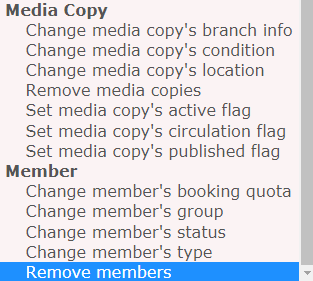 Media Copy
Change media copy's branch info
Change media copy's condition
Change media copy's location
Remove media copies
Set media copy's active flag
Set media copy's circulation flag
Set media copy's published flag
Member
Change member's booking quota
Change member's group
Change member's status
Change member's type
Remove members